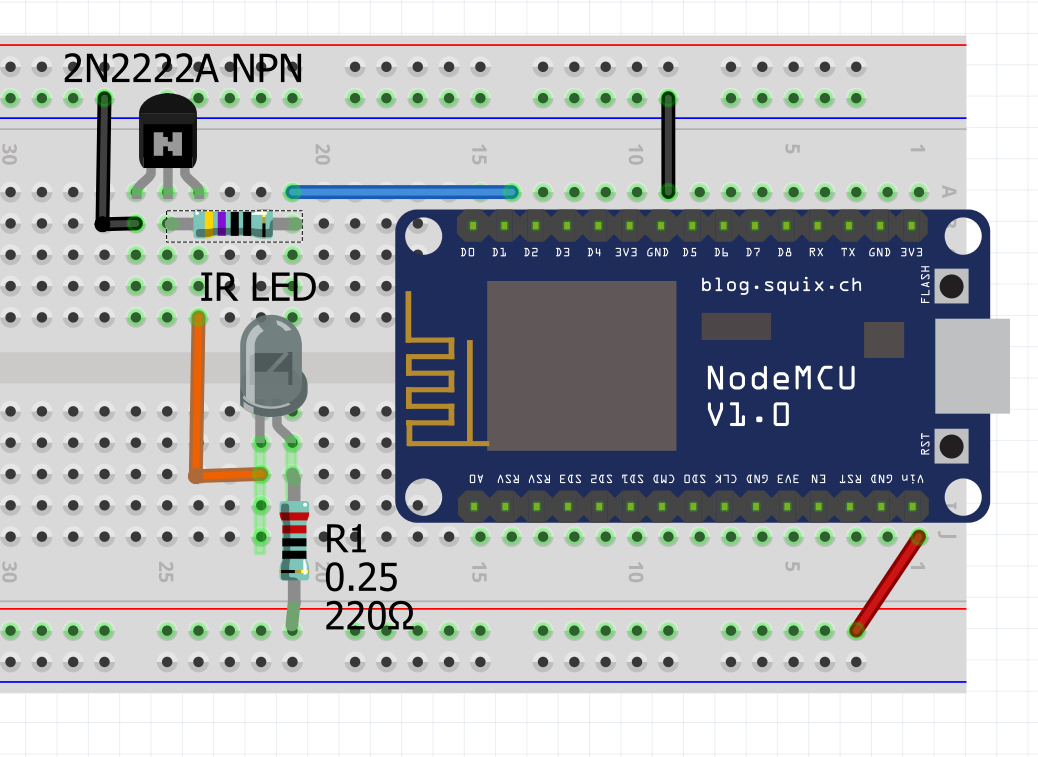 2N2222A NPN
30
20
15
10
5
1
A
D0 D1 D2 D3 D4 3V3 GND D5 D6 D7 D8 RX TX GND 3V3
blog.squix.ch
FLASH
IR LED
NodeMCU
V1.0
RST
A0 RSV RSV SD3 SD2 SD1 CMD SD0 CLK GND 3V3 EN RST GND Vin
J
R1
0.25
220Ω
30
25
20
15
10
5
1